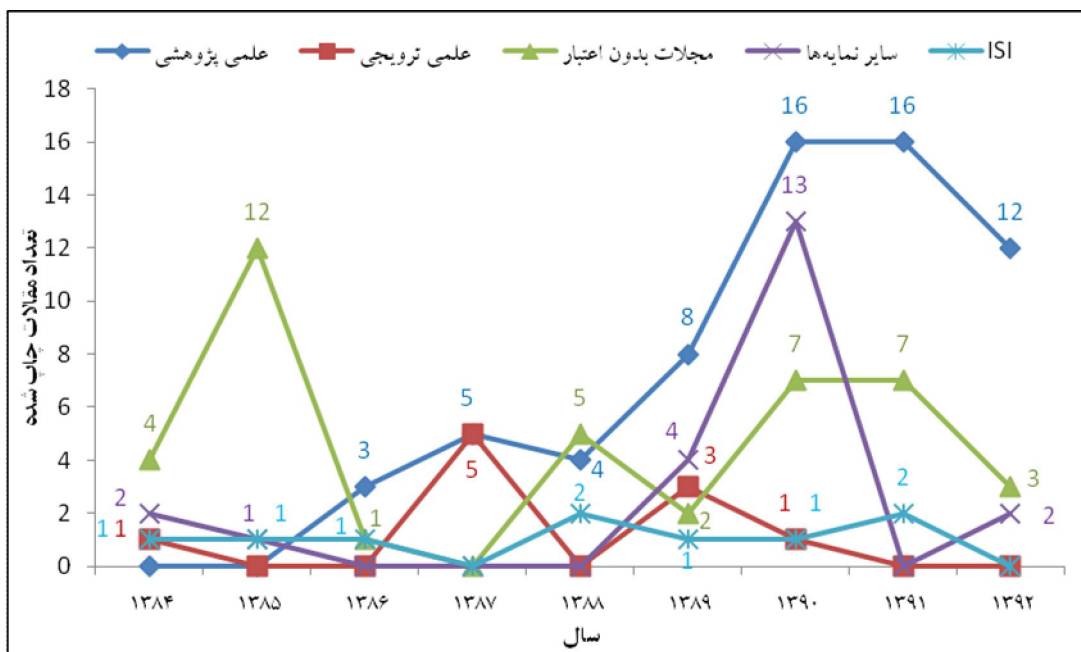 علمی پژوهشی علمی ترویجی مجلات بدون اعتبار سایر نمایه‌ها ISI
تعداد مقالات چاپ شده
18
16 16 16
14 13
12 12 12
10
8 8
7 7
6
5 5 5
4 4 4 4
3 3 3
5
2 2 2 2 2 2
1 1 1 1 1 1 1 1 1
0
۱۳۸۴ ۱۳۸۵ ۱۳۸۶ ۱۳۸۷ ۱۳۸۸ ۱۳۸۹ ۱۳۹۰ ۱۳۹۱ ۱۳۹۲
سال